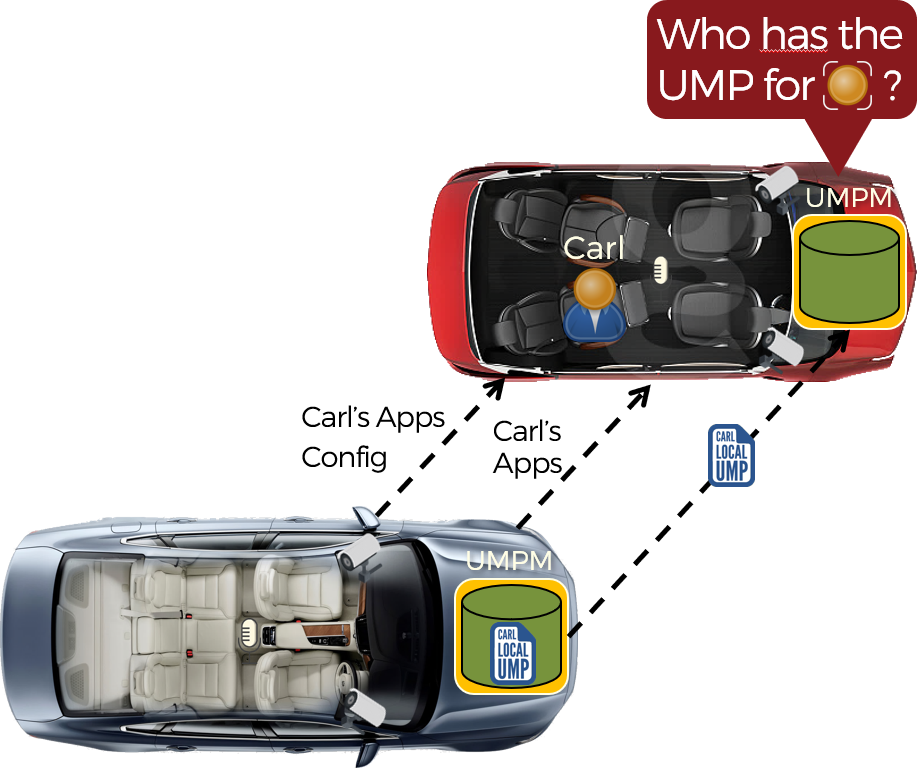 Who has the
UMP for ?
UMPM
Carl
Carl's Apps
Config
Carl's
Apps
CARL
LOCAL
UMP
UMPM
CARL
LOCAL
UMP